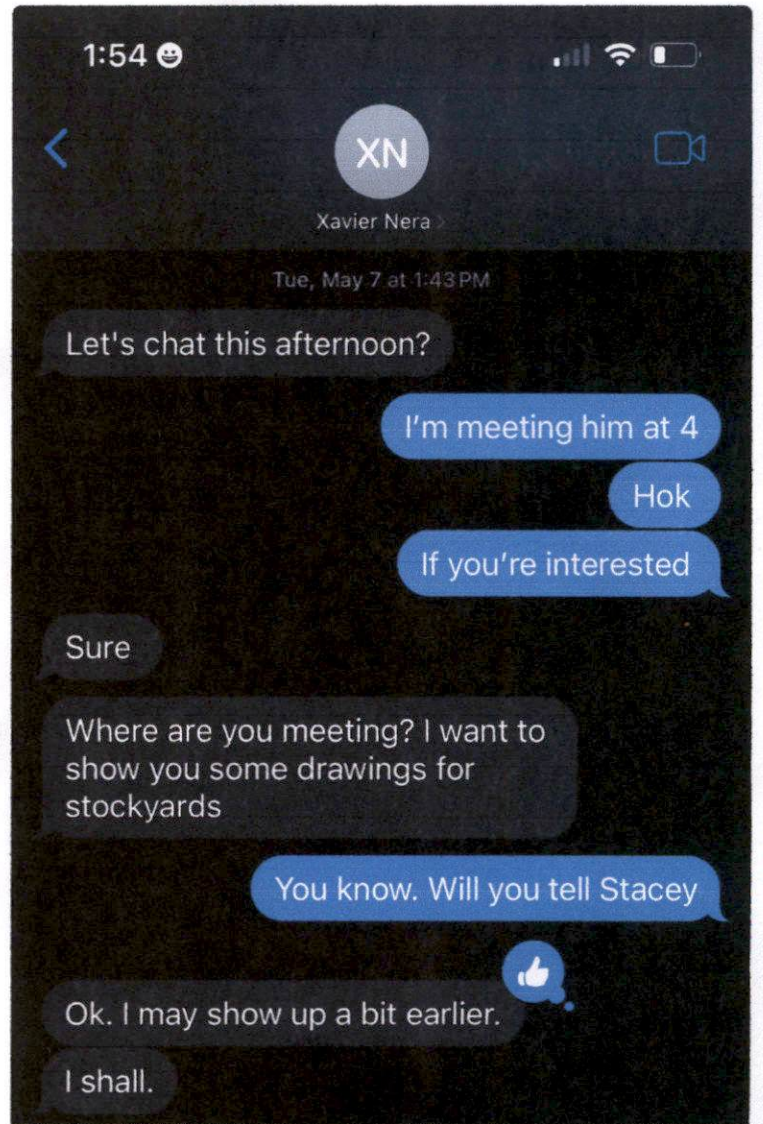 1:54
XN
Xavier Nera
Tue, May 7 at 1:43 PM
Let's chat this afternoon?
I'm meeting him at 4
Hok
If you're interested
Sure
Where are you meeting? I want to
show you some drawings for
stockyards
You know. Will you tell Stacey
Ok. I may show up a bit earlier.
I shall.